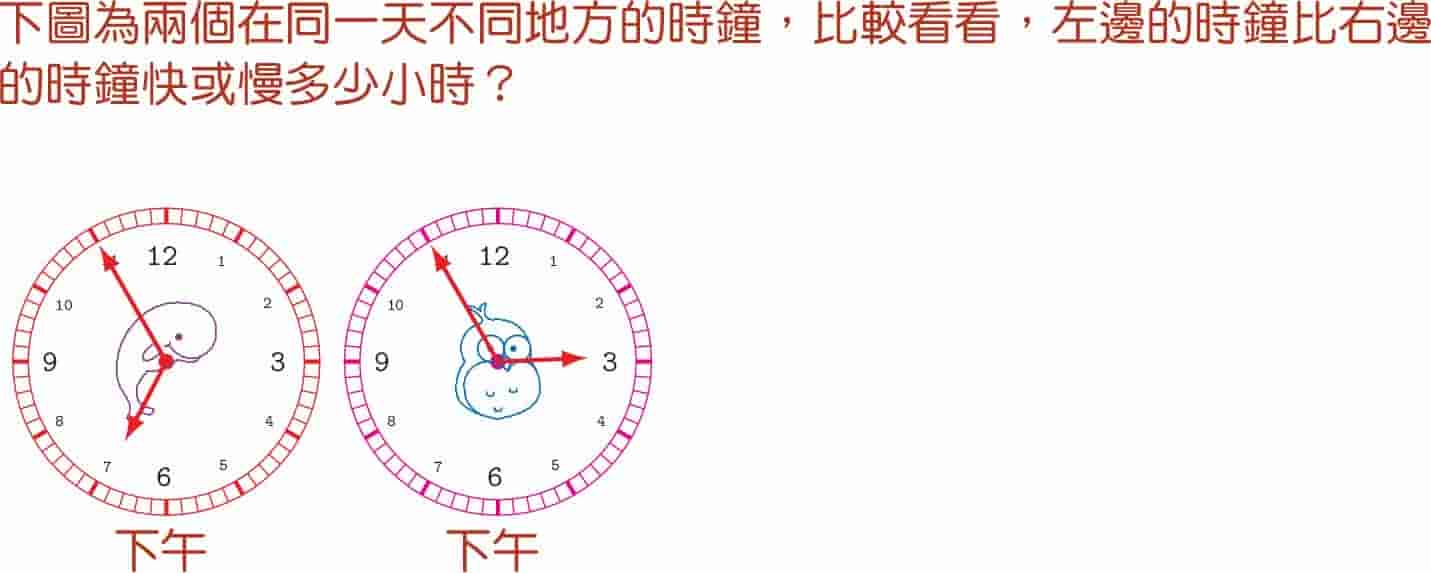 下圖為兩個在同一天不同地方的時鐘，比較看看，左邊的時鐘比右邊
的時鐘快或慢多少小時？
12 1 2 3 4 5 6 7 8 9 10
12 1 2 3 4 5 6 7 8 9 10
下午 下午